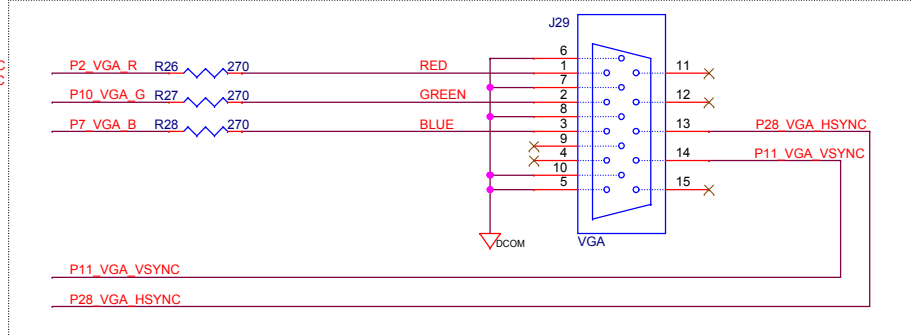 J29
6
P2_VGA_R R26 270 RED 1 11
7
P10_VGA_G R27 270 GREEN 2 12
8
P7_VGA_B R28 270 BLUE 3 13 P28_VGA_HSYNC
9
4 14 P11_VGA_VSYNC
10
5 15
DCOM VGA
P11_VGA_VSYNC
P28_VGA_HSYNC